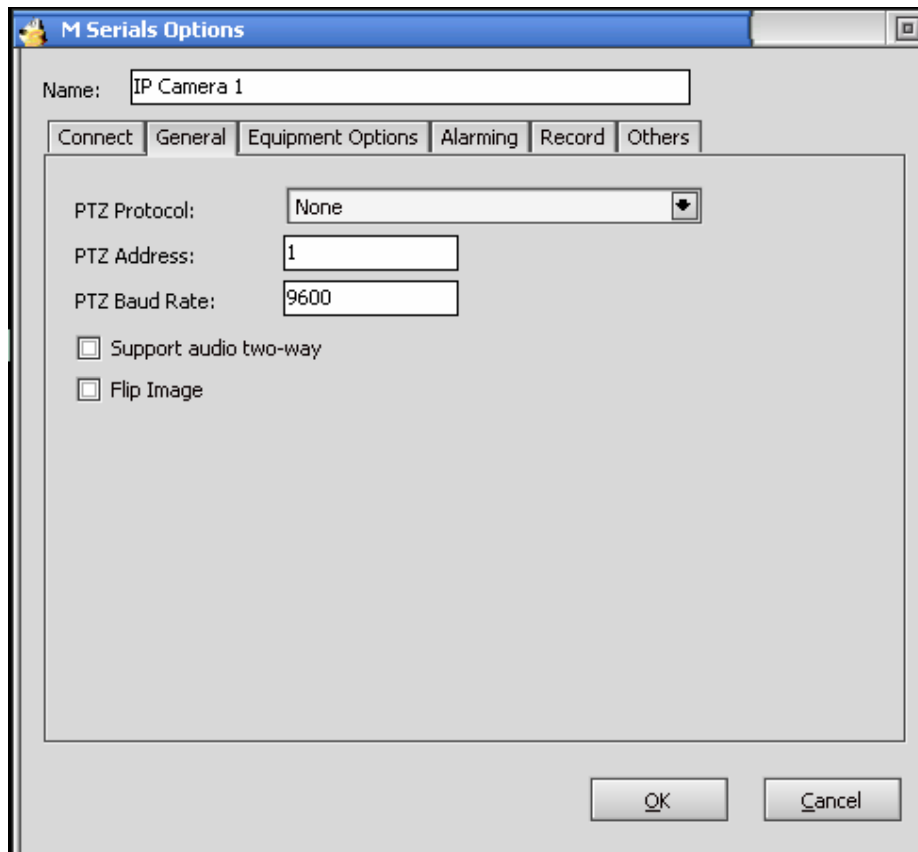 M Serials Options
Name: IP Camera 1
Connect General Equipment Options Alarming Record Others
PTZ Protocol: None
PTZ Address: 1
PTZ Baud Rate: 9600
Support audio two-way
Flip Image
OK Cancel